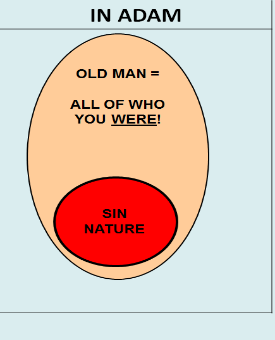 IN ADAM
OLD MAN =
ALL OF WHO
YOU WERE!
SIN
NATURE